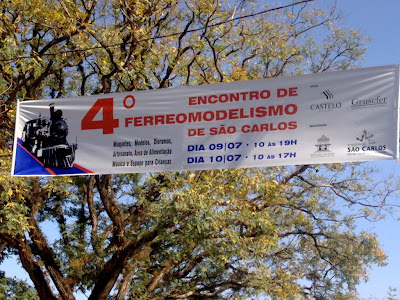 4º ENCONTRO DE
FERREOMODELISMO
DE SÃO CARLOS
Maquetes, Modelos, Dioramas,
Artesanato, Área de Alimentação
Música e Espaço para Crianças
DIA 09|07 · 10 ÀS 19H
DIA 10|07 · 10 ÀS 17H
CASTELO
SÃO CARLOS